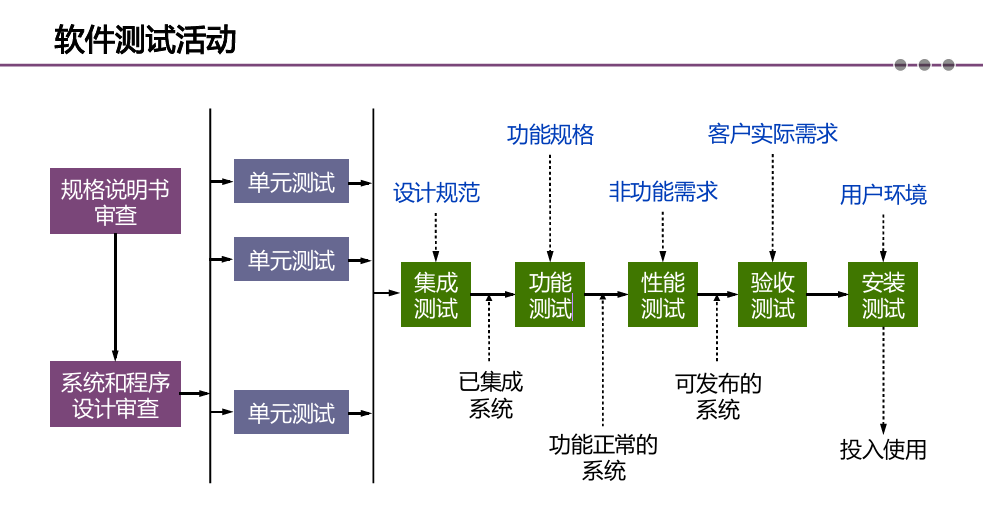 软件测试活动
规格说明书
审查
系统和程序
设计审查
单元测试
单元测试
单元测试
设计规范
功能规格
非功能需求
客户实际需求
用户环境
集成
测试
功能
测试
性能
测试
验收
测试
安装
测试
已集成
系统
功能正常的
系统
可发布的
系统
投入使用